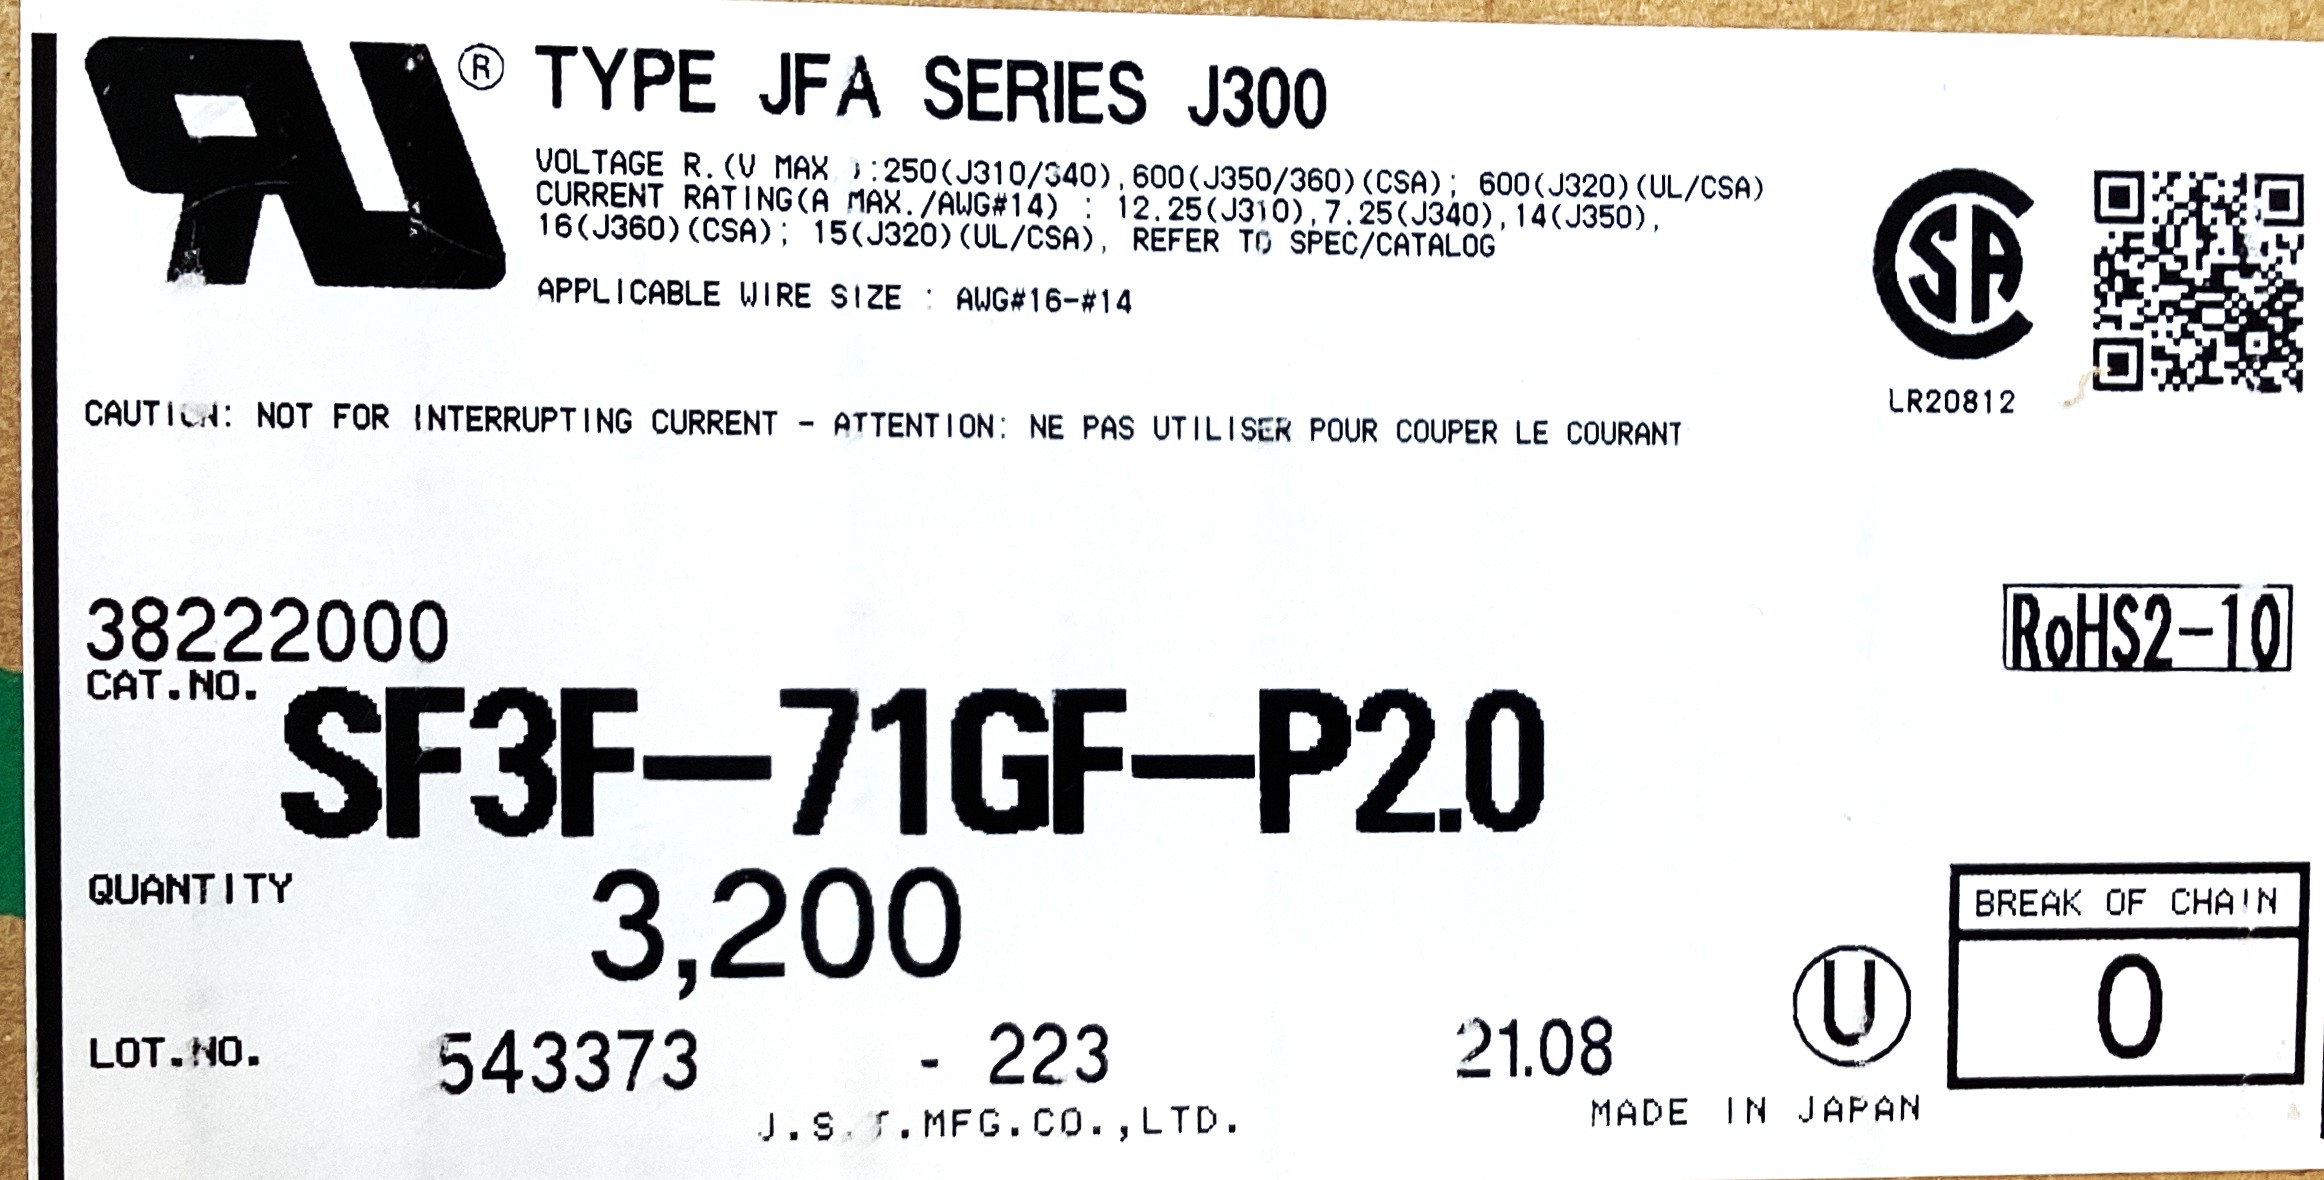 RU ® TYPE JFA SERIES J300
VOLTAGE R.(V MAX.):250(J310/340),600(J350/360)(CSA); 600(J320)(UL/CSA)
CURRENT RATING(A MAX./AWG#14) : 12.25(J310),7.25(J340),14(J350),
16(J360)(CSA); 15(J320)(UL/CSA), REFER TO SPEC/CATALOG
APPLICABLE WIRE SIZE : AWG#16-#14
CSA
LR20812
CAUTION: NOT FOR INTERRUPTING CURRENT - ATTENTION: NE PAS UTILISER POUR COUPER LE COURANT
38222000
RoHS2-10
CAT.NO. SF3F-71GF-P2.0
QUANTITY 3,200
BREAK OF CHAIN
0
LOT.NO. 543373 - 223 21.08 U
J.S.T.MFG.CO.,LTD. MADE IN JAPAN